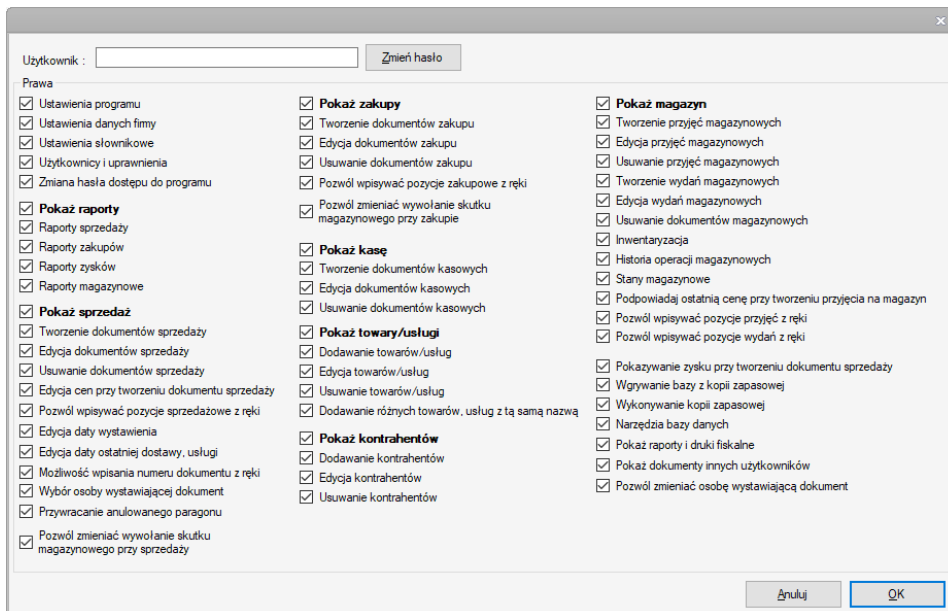 Użytkownik :
Zmień hasło
Prawa
Ustawienia programu
Ustawienia danych firmy
Ustawienia słownikowe
Użytkownicy i uprawnienia
Zmiana hasła dostępu do programu
Pokaż raporty
Raporty sprzedaży
Raporty zakupów
Raporty zysków
Raporty magazynowe
Pokaż sprzedaż
Tworzenie dokumentów sprzedaży
Edycja dokumentów sprzedaży
Usuwanie dokumentów sprzedaży
Edycja cen przy tworzeniu dokumentu sprzedaży
Pozwól wpisywać pozycje sprzedażowe z ręki
Edycja daty wystawienia
Edycja daty ostatniej dostawy, usługi
Możliwość wpisania numeru dokumentu z ręki
Wybór osoby wystawiającej dokument
Przywracanie anulowanego paragonu
Pozwól zmieniać wywołanie skutku
magazynowego przy sprzedaży
Pokaż zakupy
Tworzenie dokumentów zakupu
Edycja dokumentów zakupu
Usuwanie dokumentów zakupu
Pozwól wpisywać pozycje zakupowe z ręki
Pozwól zmieniać wywołanie skutku
magazynowego przy zakupie
Pokaż kasę
Tworzenie dokumentów kasowych
Edycja dokumentów kasowych
Usuwanie dokumentów kasowych
Pokaż towary/usługi
Dodawanie towarów/usług
Edycja towarów/usług
Usuwanie towarów/usług
Dodawanie różnych towarów, usług z tą samą nazwą
Pokaż kontrahentów
Dodawanie kontrahentów
Edycja kontrahentów
Usuwanie kontrahentów
Pokaż magazyn
Tworzenie przyjęć magazynowych
Edycja przyjęć magazynowych
Usuwanie przyjęć magazynowych
Tworzenie wydań magazynowych
Edycja wydań magazynowych
Usuwanie dokumentów magazynowych
Inwentaryzacja
Historia operacji magazynowych
Stany magazynowe
Podpowiadaj ostatnią cenę przy tworzeniu przyjęcia na magazyn
Pozwól wpisywać pozycje przyjęć z ręki
Pozwól wpisywać pozycje wydań z ręki
Pokazywanie zysku przy tworzeniu dokumentu sprzedaży
Wgrywanie bazy z kopii zapasowej
Wykonywanie kopii zapasowej
Narzędzia bazy danych
Pokaż raporty i druki fiskalne
Pokaż dokumenty innych użytkowników
Pozwól zmieniać osobę wystawiającą dokument
Anuluj
OK